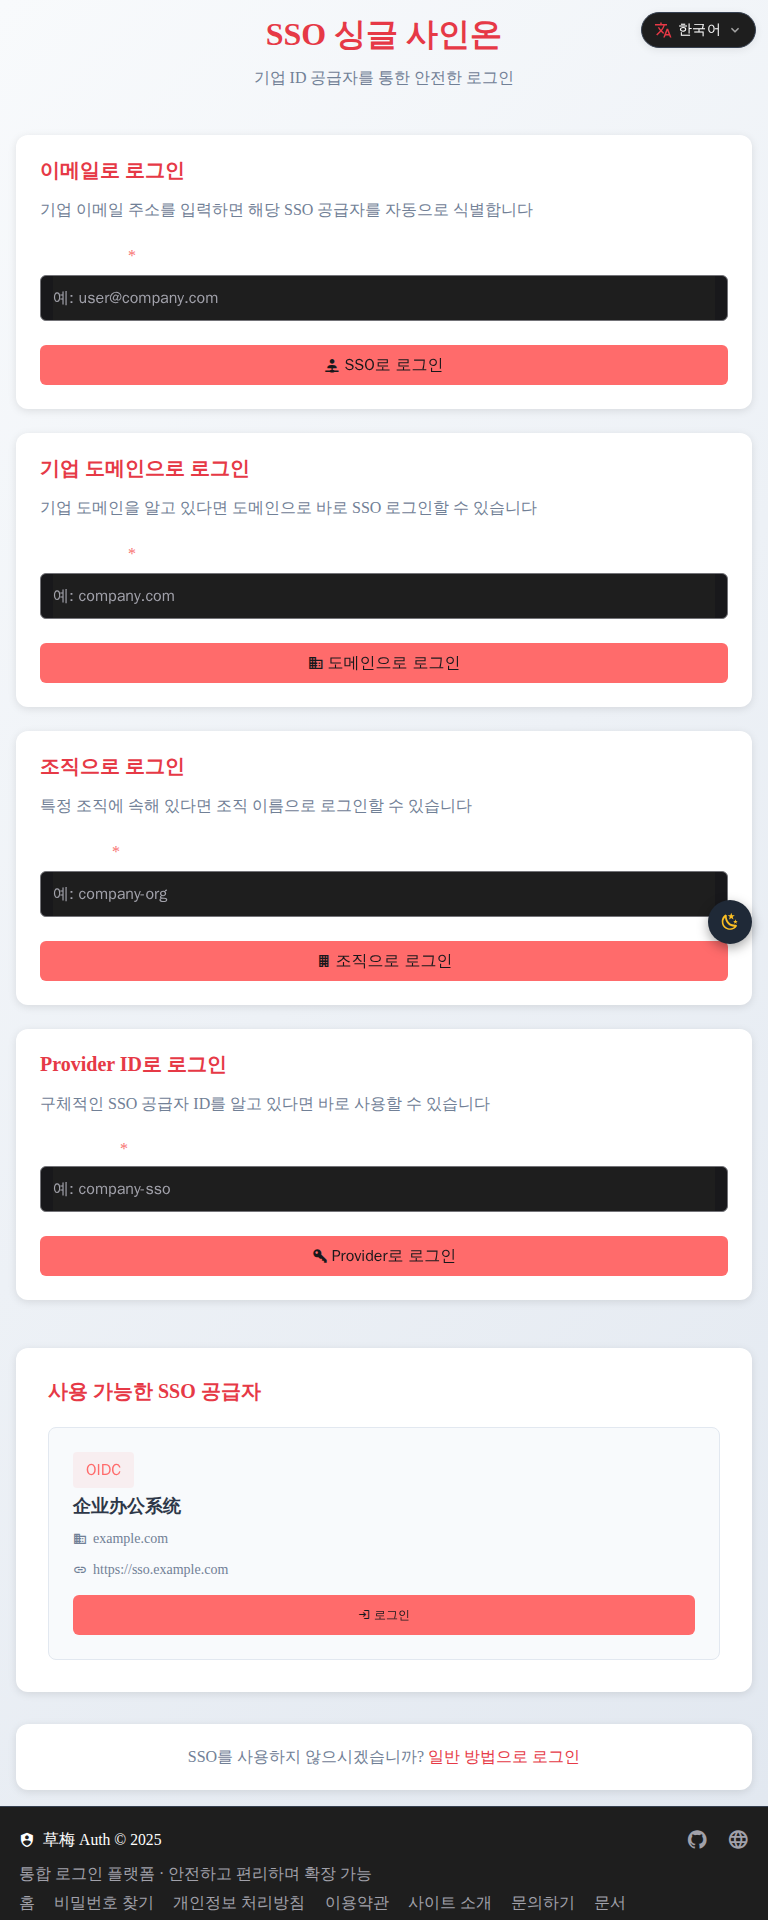 SSO 싱글 사인온
한국어
기업 ID 공급자를 통한 안전한 로그인
이메일로 로그인
기업 이메일 주소를 입력하면 해당 SSO 공급자를 자동으로 식별합니다
*
예: user@company.com
SSO로 로그인
기업 도메인으로 로그인
기업 도메인을 알고 있다면 도메인으로 바로 SSO 로그인할 수 있습니다
*
예: company.com
도메인으로 로그인
조직으로 로그인
특정 조직에 속해 있다면 조직 이름으로 로그인할 수 있습니다
*
예: company-org
조직으로 로그인
Provider ID로 로그인
구체적인 SSO 공급자 ID를 알고 있다면 바로 사용할 수 있습니다
*
예: company-sso
Provider로 로그인
사용 가능한 SSO 공급자
OIDC
企业办公系统
example.com
https://sso.example.com
로그인
SSO를 사용하지 않으시겠습니까? 일반 방법으로 로그인
草梅 Auth © 2025
통합 로그인 플랫폼 · 안전하고 편리하며 확장 가능
홈 비밀번호 찾기 개인정보 처리방침 이용약관 사이트 소개 문의하기 문서